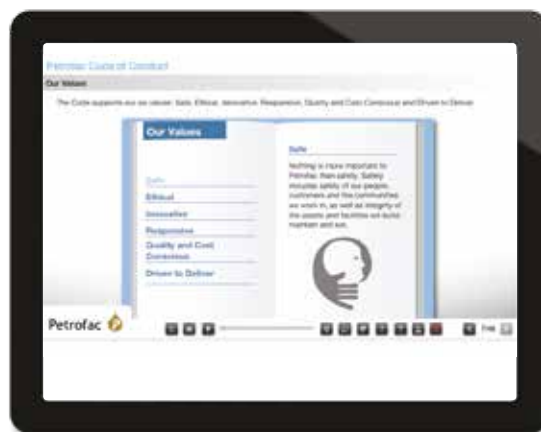 Petrofac Code of Conduct
Our Values
The Code supports our six values: Safe, Ethical, Innovative, Responsive, Quality and Cost Conscious and Driven to Deliver
Our Values
Safe
Ethical
Innovative
Responsive
Quality and Cost
Conscious
Driven to Deliver
Safe
Nothing is more important to
Petrofac than safety. Safety
includes safety of our people,
customers and the communities
we work in, as well as integrity of
the assets and facilities we build,
maintain and run.
Petrofac